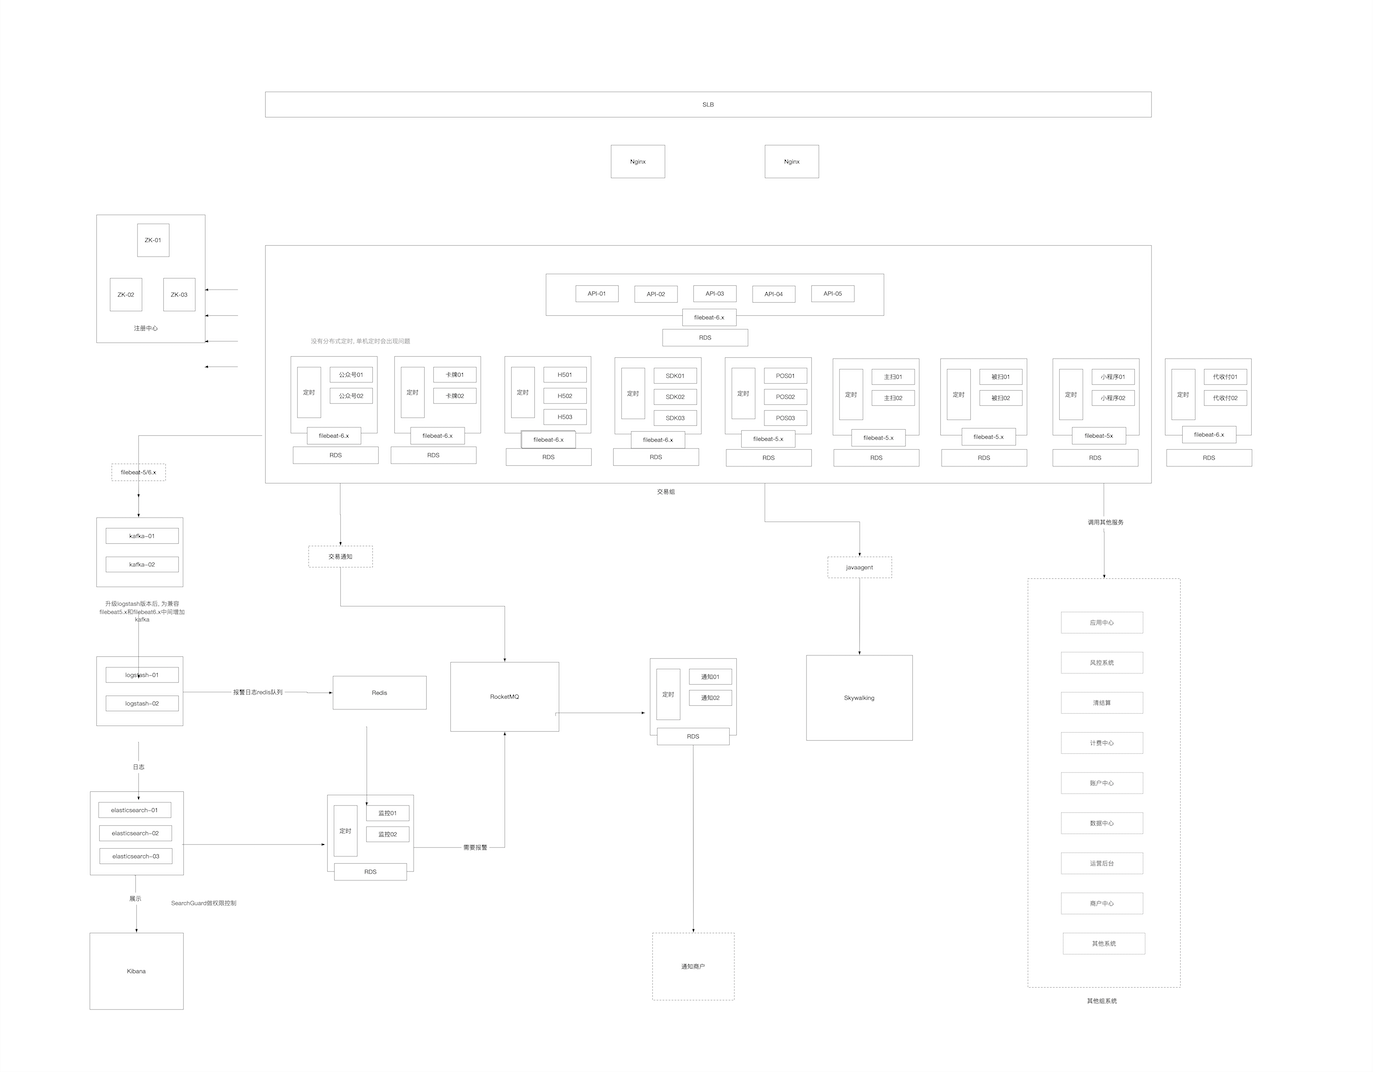 SLB
Nginx
Nginx
ZK-01
ZK-02
ZK-03
注册中心
API-01
API-02
API-03
API-04
API-05
filebeat-6.x
RDS
没有分布式定时, 单机定时会出现问题
定时
公众号01
公众号02
filebeat-6.x
RDS
定时
卡牌01
卡牌02
filebeat-6.x
RDS
定时
H501
H502
H503
filebeat-6.x
RDS
定时
SDK01
SDK02
SDK03
filebeat-6.x
RDS
定时
POS01
POS02
POS03
filebeat-5.x
RDS
定时
主扫01
主扫02
filebeat-5.x
RDS
定时
被扫01
被扫02
filebeat-5.x
RDS
定时
小程序01
小程序02
filebeat-5x
RDS
定时
代收付01
代收付02
filebeat-6.x
RDS
交易组
filebeat-5/6.x
kafka-01
kafka-02
升级logstash版本后, 为兼容
filebeat5.x和filebeat6.x中间增加
kafka
logstash-01
logstash-02
报警日志redis队列
Redis
日志
elasticsearch-01
elasticsearch-02
elasticsearch-03
展示
SearchGuard做权限控制
Kibana
交易通知
RocketMQ
定时
监控01
监控02
RDS
需要报警
定时
通知01
通知02
RDS
通知商户
javaagent
Skywalking
调用其他服务
应用中心
风控系统
清结算
计费中心
账户中心
数据中心
运营后台
商户中心
其他系统
其他组系统